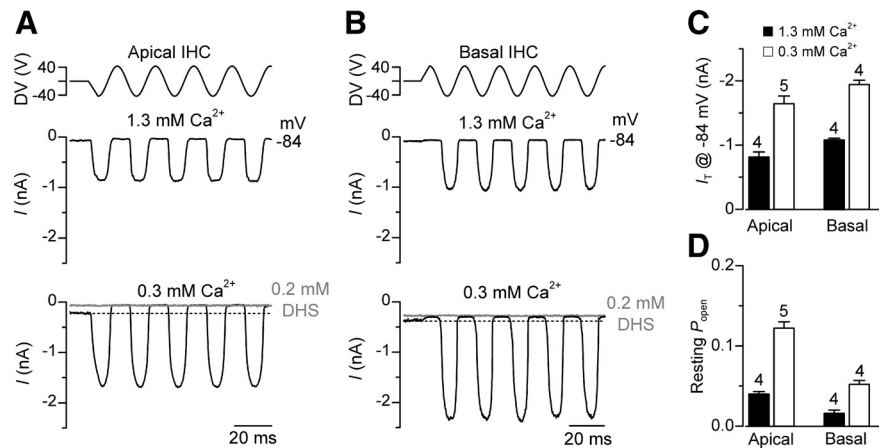 A
Apical IHC
DV (V)
40
-40
1.3 mM Ca2+
mV
-84
I (nA)
0
-1
-2
0.3 mM Ca2+
0.2 mM
DHS
I (nA)
0
-1
-2
20 ms
B
Basal IHC
DV (V)
40
-40
1.3 mM Ca2+
mV
-84
I (nA)
0
-1
-2
0.3 mM Ca2+
0.2 mM
DHS
I (nA)
0
-1
-2
20 ms
C
1.3 mM Ca2+
0.3 mM Ca2+
IT @ -84 mV (nA)
-2
-1
0
4
5
4
4
Apical
Basal
D
Resting Popen
0.2
0.1
0.0
4
5
4
4
Apical
Basal